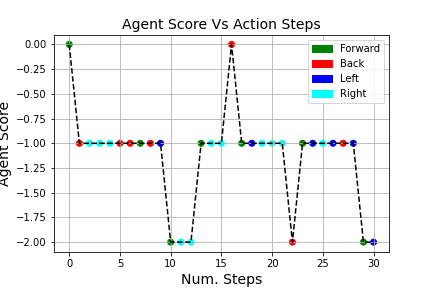 Agent Score Vs Action Steps
Agent Score
0.00
−0.25
−0.50
−0.75
−1.00
−1.25
−1.50
−1.75
−2.00
Forward
Back
Left
Right
0 5 10 15 20 25 30
Num. Steps